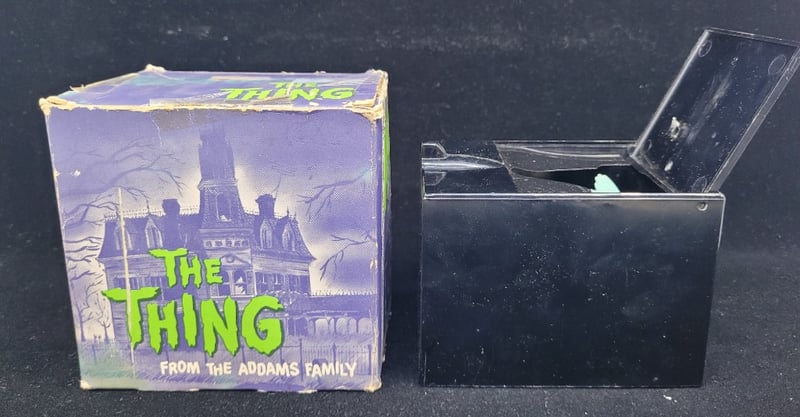 THE
THING
THE
THING
FROM THE ADDAMS FAMILY